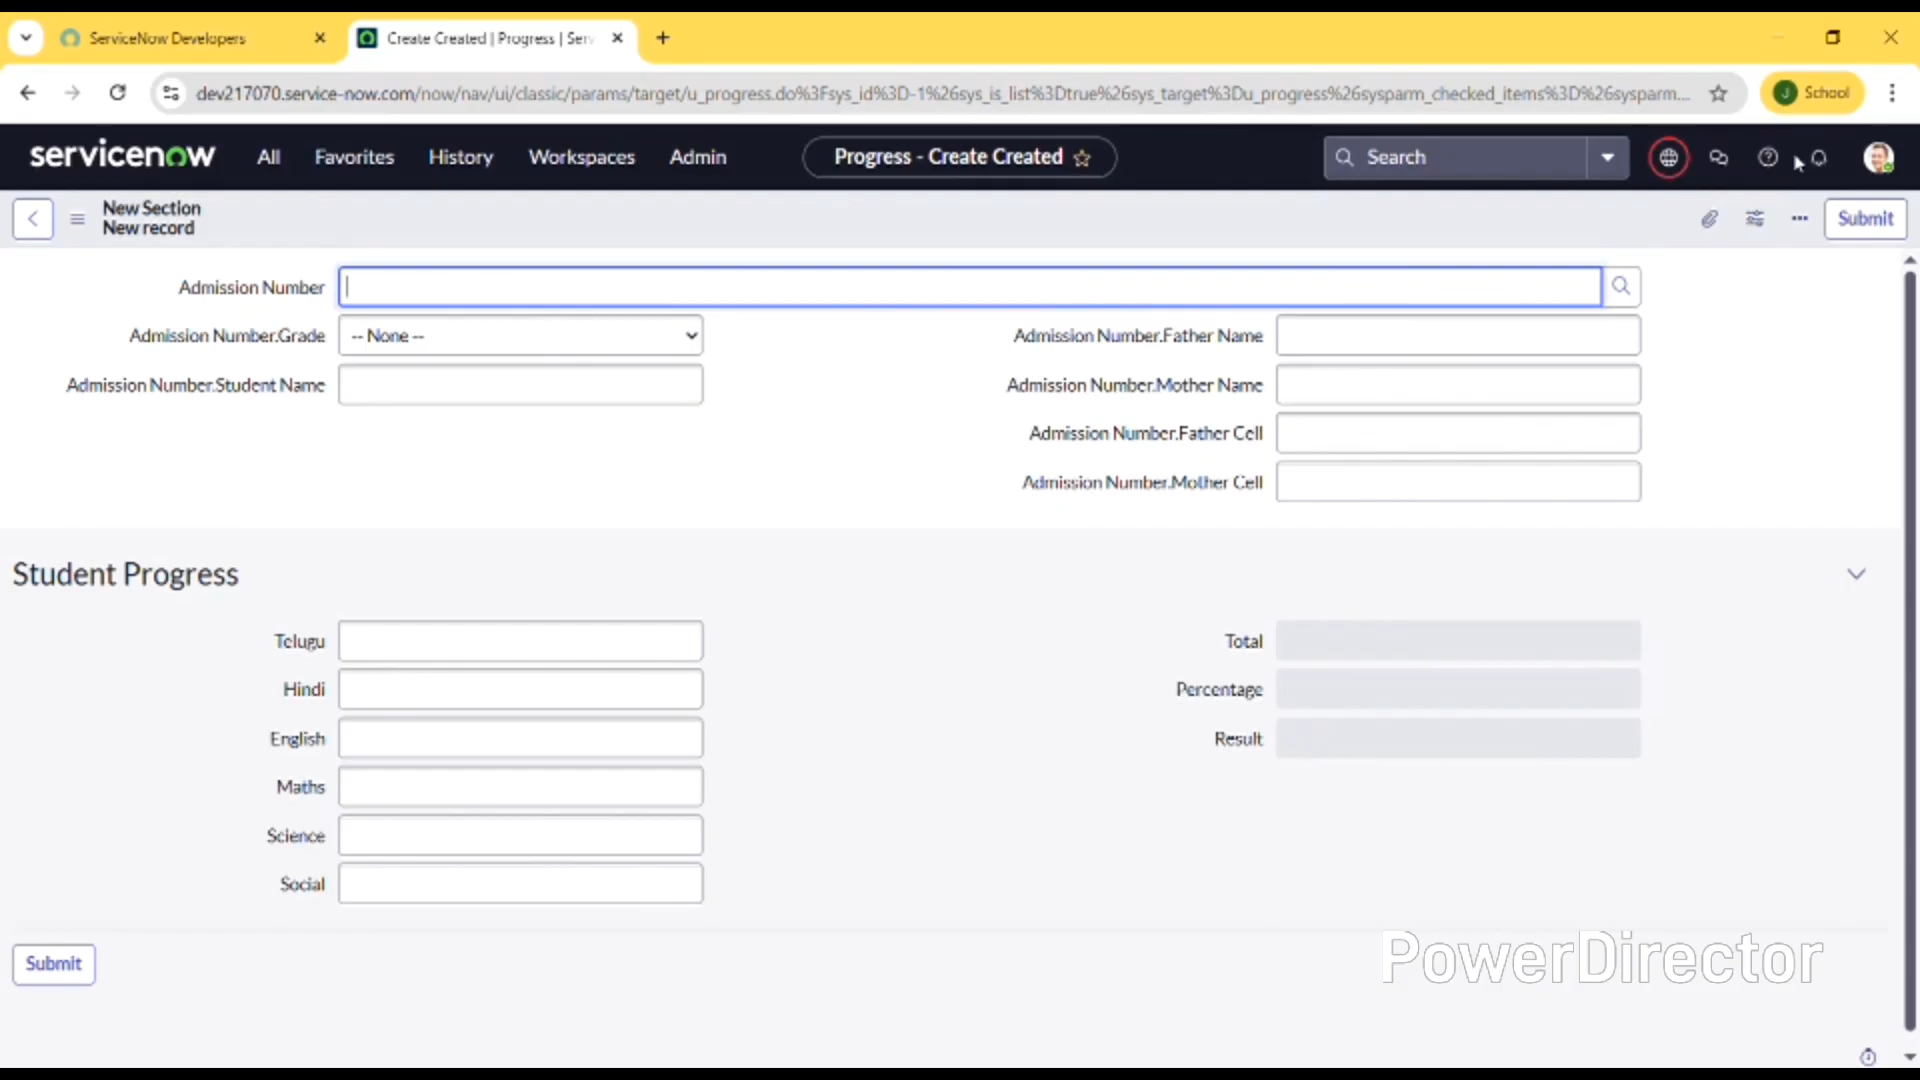 ServiceNow Developers
Create Created | Progress | Serv
dev217070.service-now.com/now/nav/ui/classic/params/target/u_progress.do%3Fsys_id%3D-1%26sys_is_list%3Dtrue%26sys_target%3Du_progress%26sysparm_checked_items%3D%26sysparm...
J School
servicenow All Favorites History Workspaces Admin Progress - Create Created Search
New Section
New record
Submit
Admission Number
Admission Number.Grade -- None -- Admission Number.Father Name
Admission Number.Student Name Admission Number.Mother Name
Admission Number.Father Cell
Admission Number.Mother Cell
Student Progress
Telugu Total
Hindi Percentage
English Result
Maths
Science
Social
Submit
PowerDirector